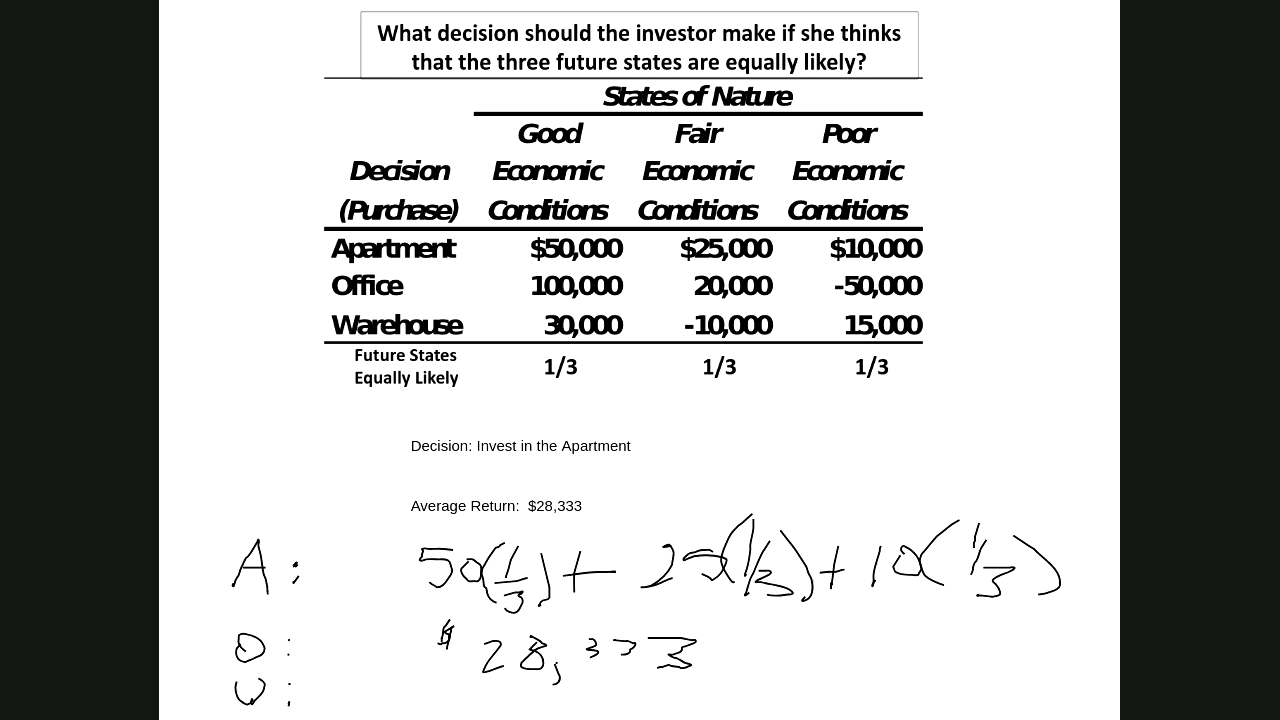 What decision should the investor make if she thinks
that the three future states are equally likely?
States of Nature
Good Fair Poor
Decision Economic Economic Economic
(Purchase) Conditions Conditions Conditions
Apartment $50,000 $25,000 $10,000
Office 100,000 20,000 -50,000
Warehouse 30,000 -10,000 15,000
Future States
Equally Likely 1/3 1/3 1/3
Decision: Invest in the Apartment
Average Return: $28,333
A: 50(1/3) + 25(1/3) + 10(1/3)
O: $28,333
W: